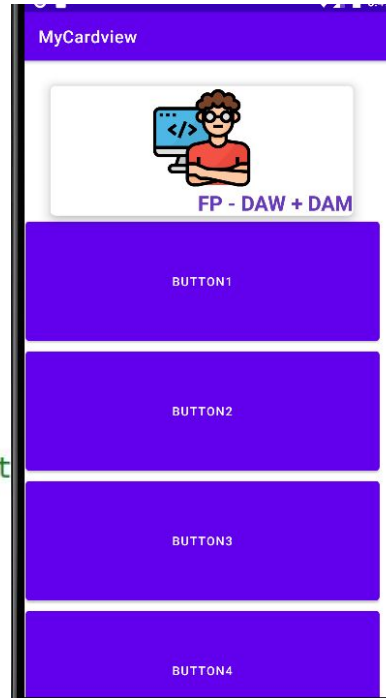 MyCardview
</>
FP - DAW + DAM
BUTTON1
BUTTON2
t
BUTTON3
BUTTON4